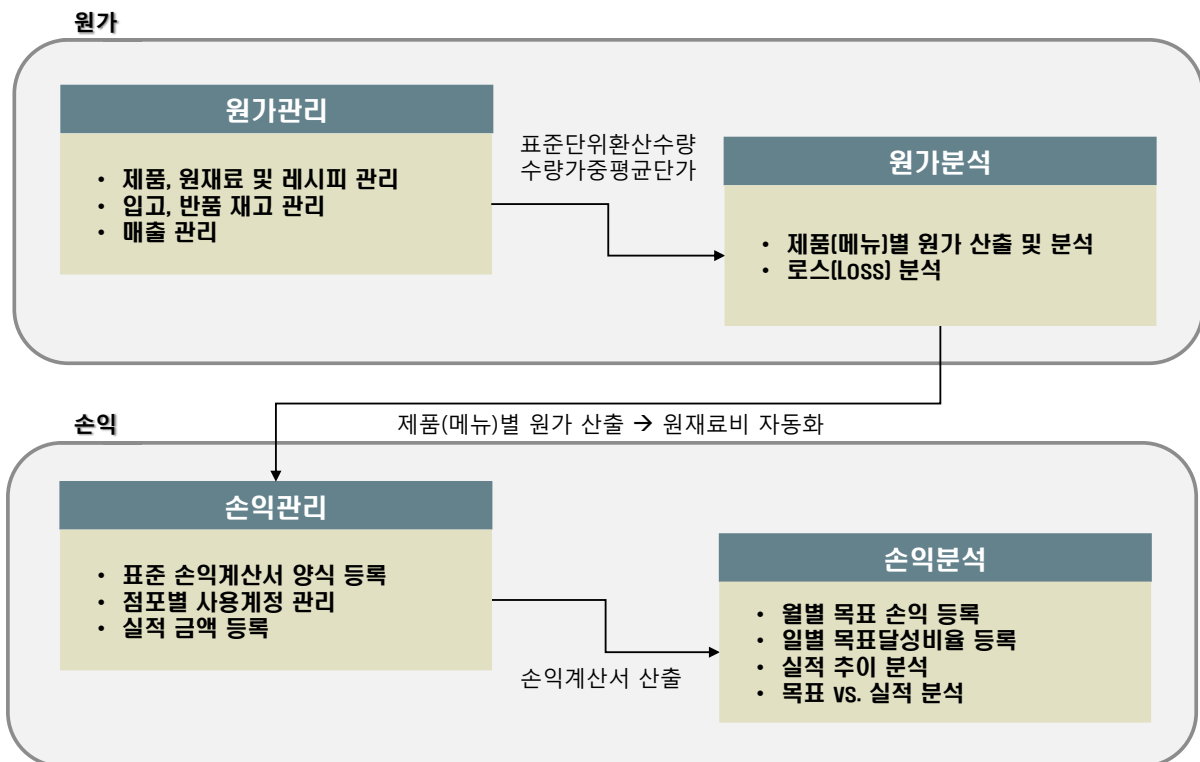 원가
원가관리
• 제품, 원재료 및 레시피 관리
• 입고, 반품 재고 관리
• 매출 관리
표준단위환산수량
수량가중평균단가
원가분석
• 제품(메뉴)별 원가 산출 및 분석
• 로스(Loss) 분석
제품(메뉴)별 원가 산출 → 원재료비 자동화
손익
손익관리
• 표준 손익계산서 양식 등록
• 점포별 사용계정 관리
• 실적 금액 등록
손익계산서 산출
손익분석
• 월별 목표 손익 등록
• 일별 목표달성비율 등록
• 실적 추이 분석
• 목표 vs. 실적 분석